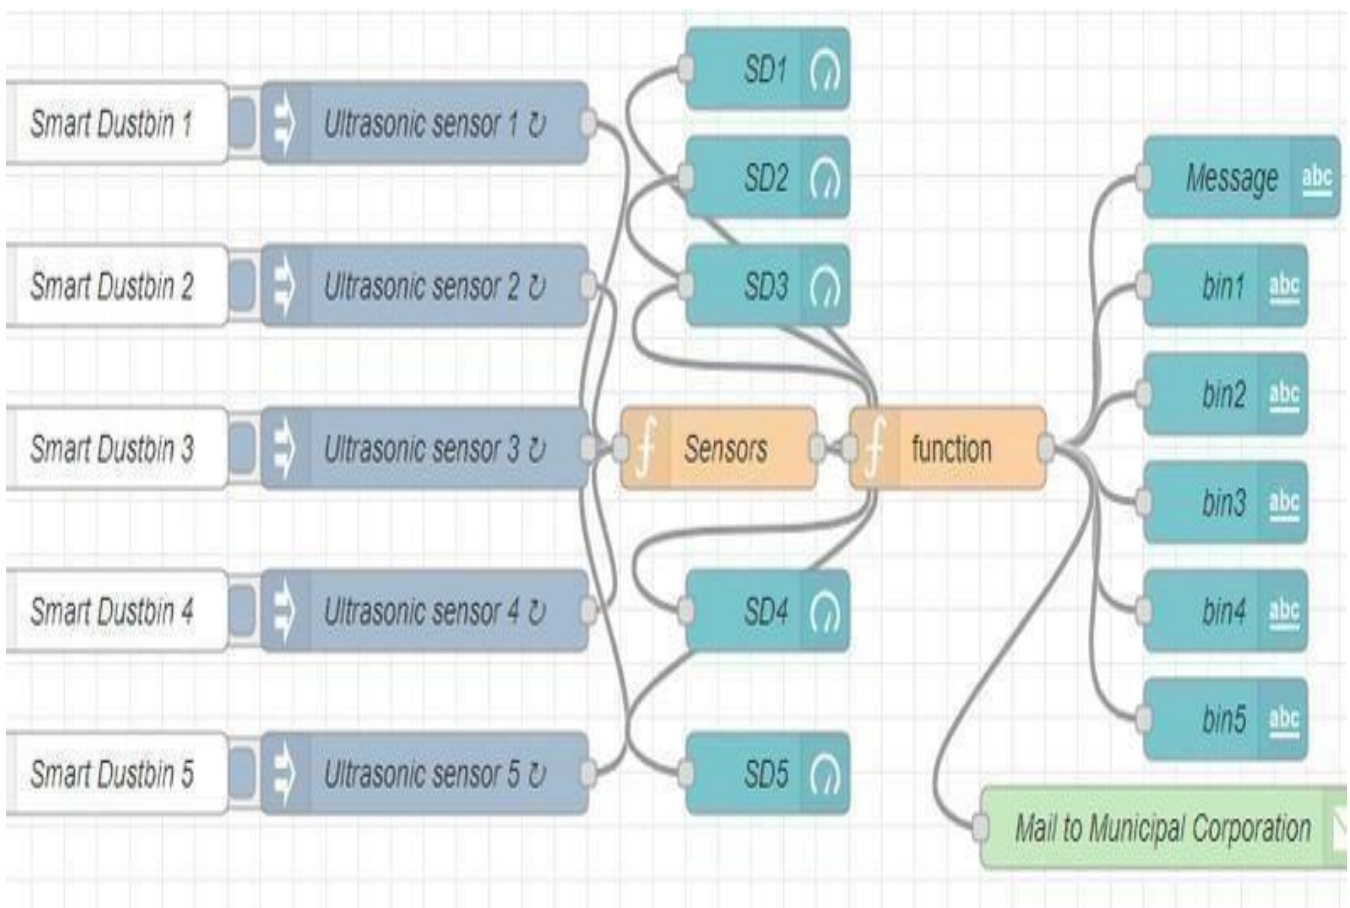 Smart Dustbin 1
Ultrasonic sensor 1 ↻
Smart Dustbin 2
Ultrasonic sensor 2 ↻
Smart Dustbin 3
Ultrasonic sensor 3 ↻
Smart Dustbin 4
Ultrasonic sensor 4 ↻
Smart Dustbin 5
Ultrasonic sensor 5 ↻
SD1
SD2
SD3
Sensors
function
SD4
SD5
Message abc
bin1 abc
bin2 abc
bin3 abc
bin4 abc
bin5 abc
Mail to Municipal Corporation